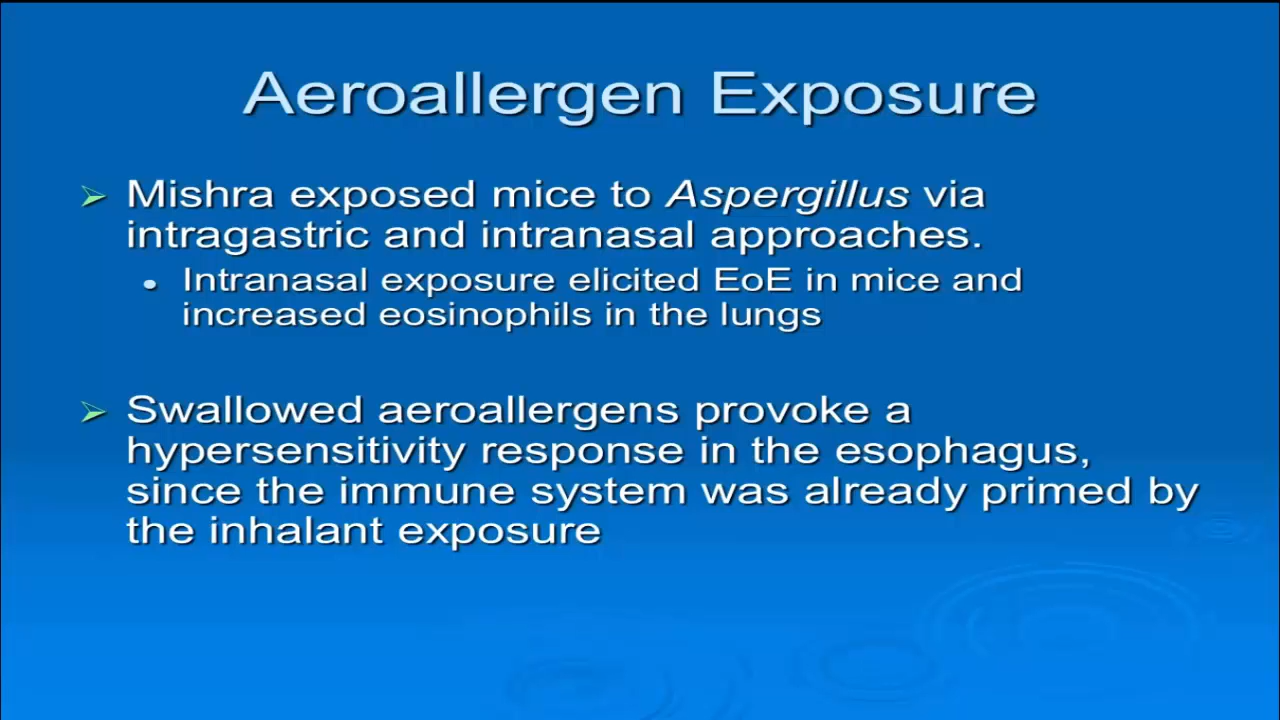 Aeroallergen Exposure
Mishra exposed mice to Aspergillus via
intragastric and intranasal approaches.
Intranasal exposure elicited EoE in mice and
increased eosinophils in the lungs
Swallowed aeroallergens provoke a
hypersensitivity response in the esophagus,
since the immune system was already primed by
the inhalant exposure